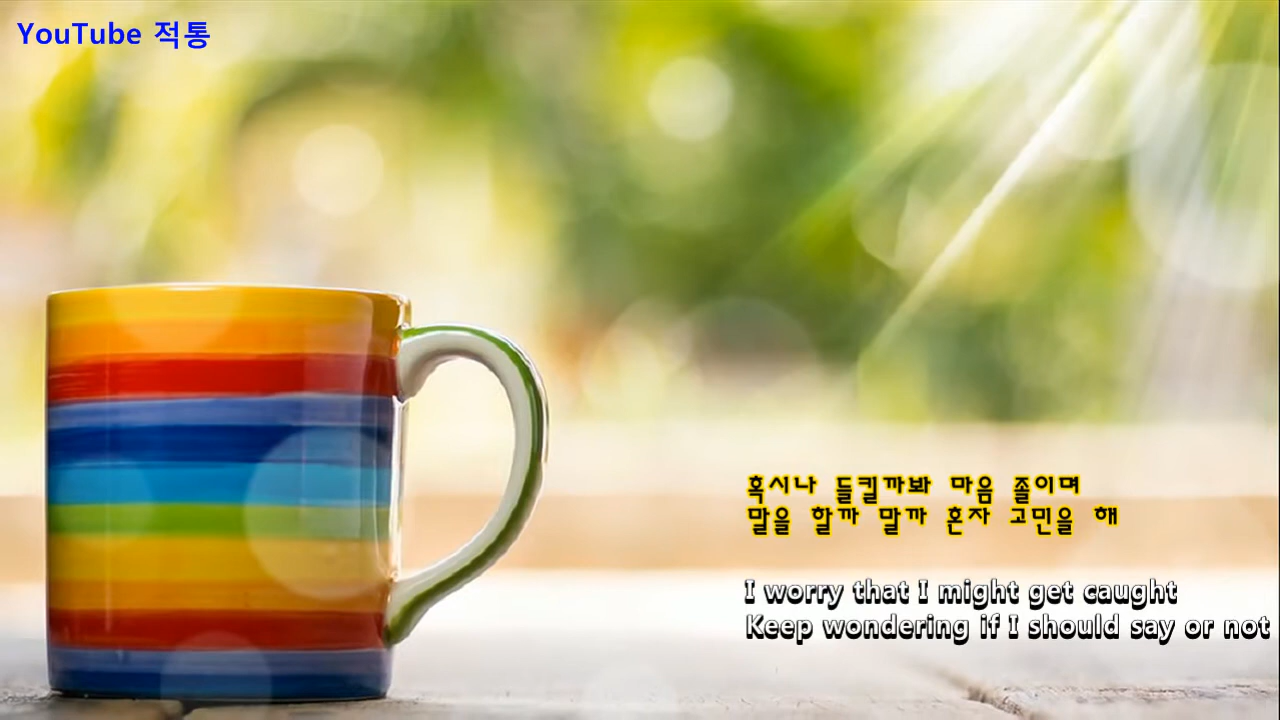 YouTube 적통
혹시나 들킬까봐 마음 졸이며
말을 할까 말까 혼자 고민을 해
I worry that I might get caught
Keep wondering if I should say or not